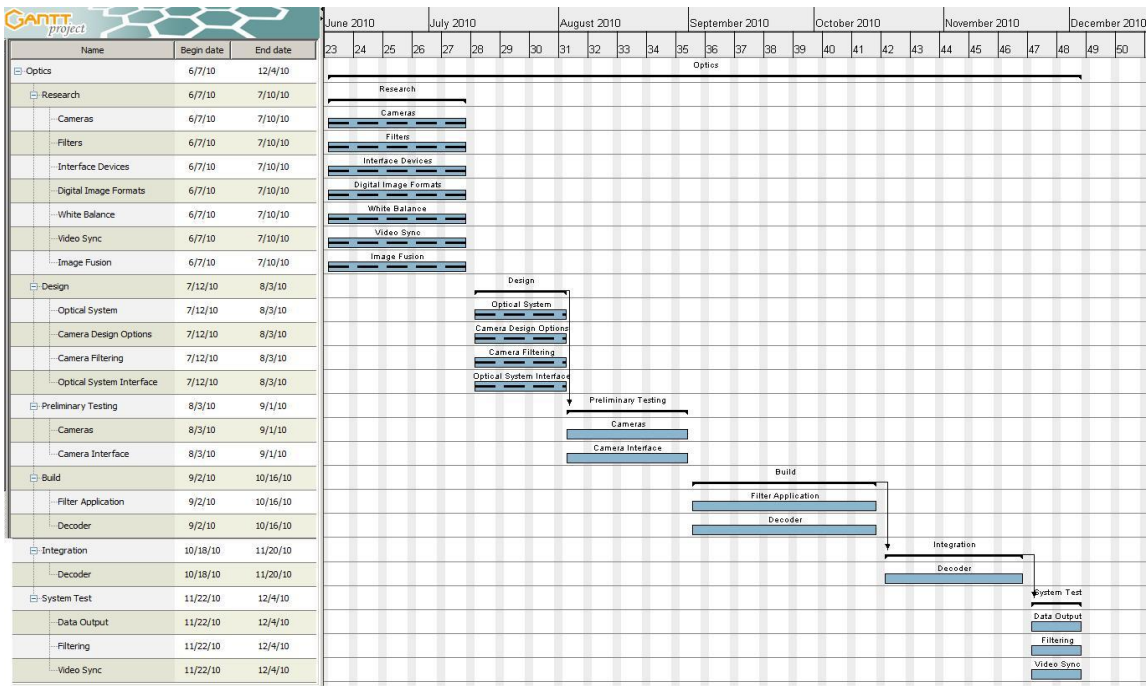 GANTT
project
June 2010 July 2010 August 2010 September 2010 October 2010 November 2010 December 2010
Name Begin date End date 23 24 25 26 27 28 29 30 31 32 33 34 35 36 37 38 39 40 41 42 43 44 45 46 47 48 49 50
Optics 6/7/10 12/4/10 Optics
Research 6/7/10 7/10/10 Research
Cameras 6/7/10 7/10/10 Cameras
Filters 6/7/10 7/10/10 Filters
Interface Devices 6/7/10 7/10/10 Interface Devices
Digital Image Formats 6/7/10 7/10/10 Digital Image Formats
White Balance 6/7/10 7/10/10 White Balance
Video Sync 6/7/10 7/10/10 Video Sync
Image Fusion 6/7/10 7/10/10 Image Fusion
Design 7/12/10 8/3/10 Design
Optical System 7/12/10 8/3/10 Optical System
Camera Design Options 7/12/10 8/3/10 Camera Design Options
Camera Filtering 7/12/10 8/3/10 Camera Filtering
Optical System Interface 7/12/10 8/3/10 Optical System Interface
Preliminary Testing 8/3/10 9/1/10 Preliminary Testing
Cameras 8/3/10 9/1/10 Cameras
Camera Interface 8/3/10 9/1/10 Camera Interface
Build 9/2/10 10/16/10 Build
Filter Application 9/2/10 10/16/10 Filter Application
Decoder 9/2/10 10/16/10 Decoder
Integration 10/18/10 11/20/10 Integration
Decoder 10/18/10 11/20/10 Decoder
System Test 11/22/10 12/4/10 System Test
Data Output 11/22/10 12/4/10 Data Output
Filtering 11/22/10 12/4/10 Filtering
Video Sync 11/22/10 12/4/10 Video Sync